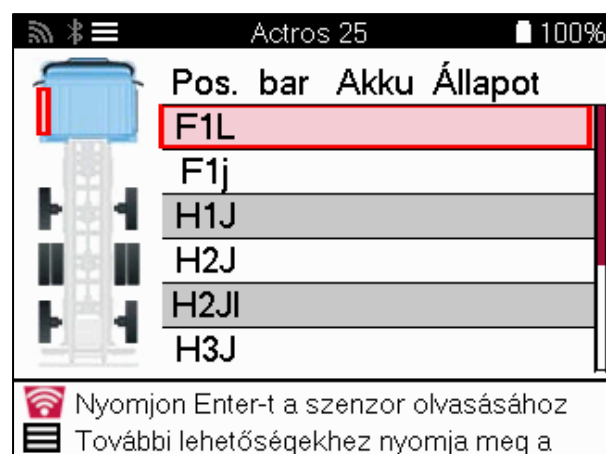 Actros 25 100%
Pos. bar Akku Állapot
F1L
F1j
H1J
H2J
H2JI
H3J
Nyomjon Enter-t a szenzor olvasásához
További lehetőségekhez nyomja meg a